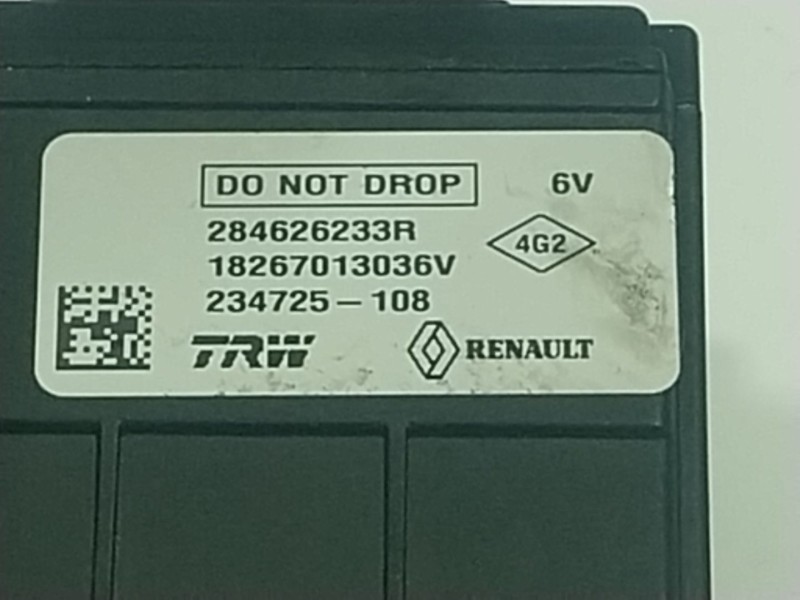 DO NOT DROP 6V
284626233R
4G2
18267013036V
234725-108
TRW RENAULT